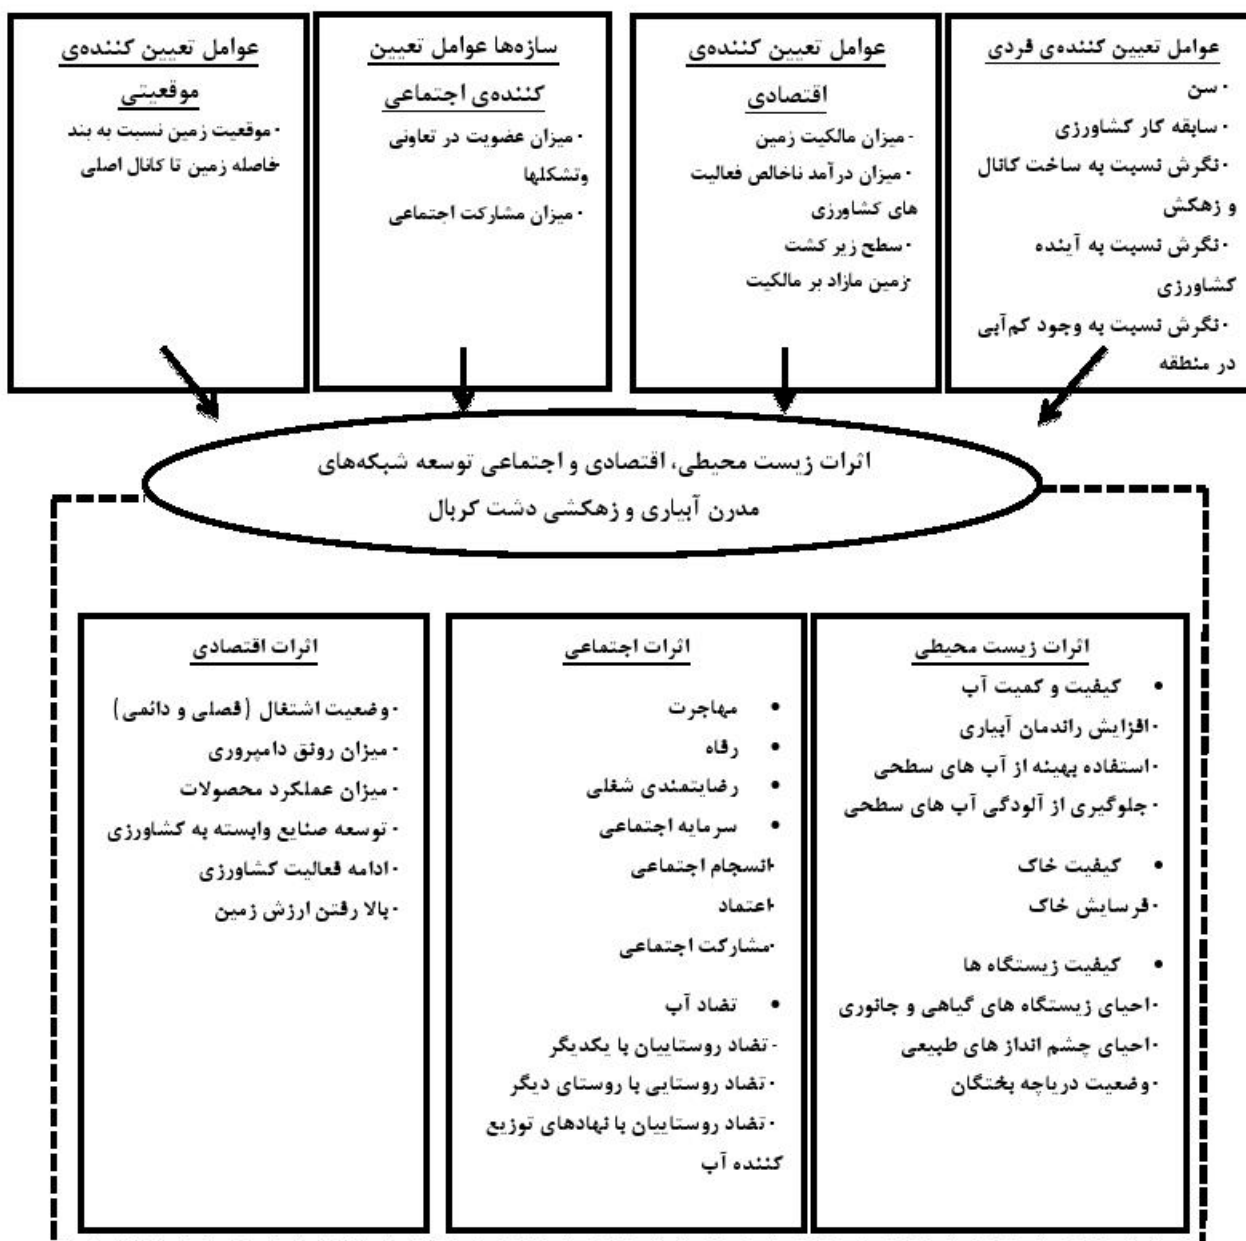 عوامل تعیین کننده‌ی فردی
-سن
-سابقه کار کشاورزی
-نگرش نسبت به ساخت کانال
و زهکش
-نگرش نسبت به آینده
کشاورزی
-نگرش نسبت به وجود کم‌آبی
در منطقه
عوامل تعیین کننده‌ی
اقتصادی
-میزان مالکیت زمین
-میزان درآمد ناخالص فعالیت
های کشاورزی
-سطح زیر کشت
-زمین مازاد بر مالکیت
سازه‌ها عوامل تعیین
کننده‌ی اجتماعی
-میزان عضویت در تعاونی
وتشکلها
-میزان مشارکت اجتماعی
عوامل تعیین کننده‌ی
موقعیتی
-موقعیت زمین نسبت به بند
-فاصله زمین تا کانال اصلی
اثرات زیست محیطی، اقتصادی و اجتماعی توسعه شبکه‌های
مدرن آبیاری و زهکشی دشت کربال
اثرات زیست محیطی
• کیفیت و کمیت آب
-افزایش راندمان آبیاری
-استفاده بهینه از آب های سطحی
-جلوگیری از آلودگی آب های سطحی
• کیفیت خاک
-فرسایش خاک
• کیفیت زیستگاه ها
-احیای زیستگاه های گیاهی و جانوری
-احیای چشم انداز های طبیعی
-وضعیت دریاچه بختگان
اثرات اجتماعی
• مهاجرت
• رفاه
• رضایتمندی شغلی
• سرمایه اجتماعی
-انسجام اجتماعی
-اعتماد
-مشارکت اجتماعی
• تضاد آب
-تضاد روستاییان با یکدیگر
-تضاد روستایی با روستای دیگر
-تضاد روستاییان با نهادهای توزیع
کننده آب
اثرات اقتصادی
-وضعیت اشتغال (فصلی و دائمی)
-میزان رونق دامپروری
-میزان عملکرد محصولات
-توسعه صنایع وابسته به کشاورزی
-ادامه فعالیت کشاورزی
-بالا رفتن ارزش زمین